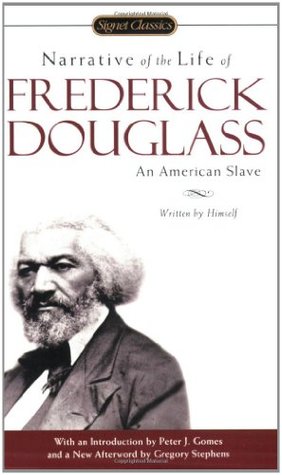 Signet Classics
Narrative of the Life of
FREDERICK
DOUGLASS
An American Slave
Written by Himself
With an Introduction by Peter J. Gomes
and a New Afterword by Gregory Stephens